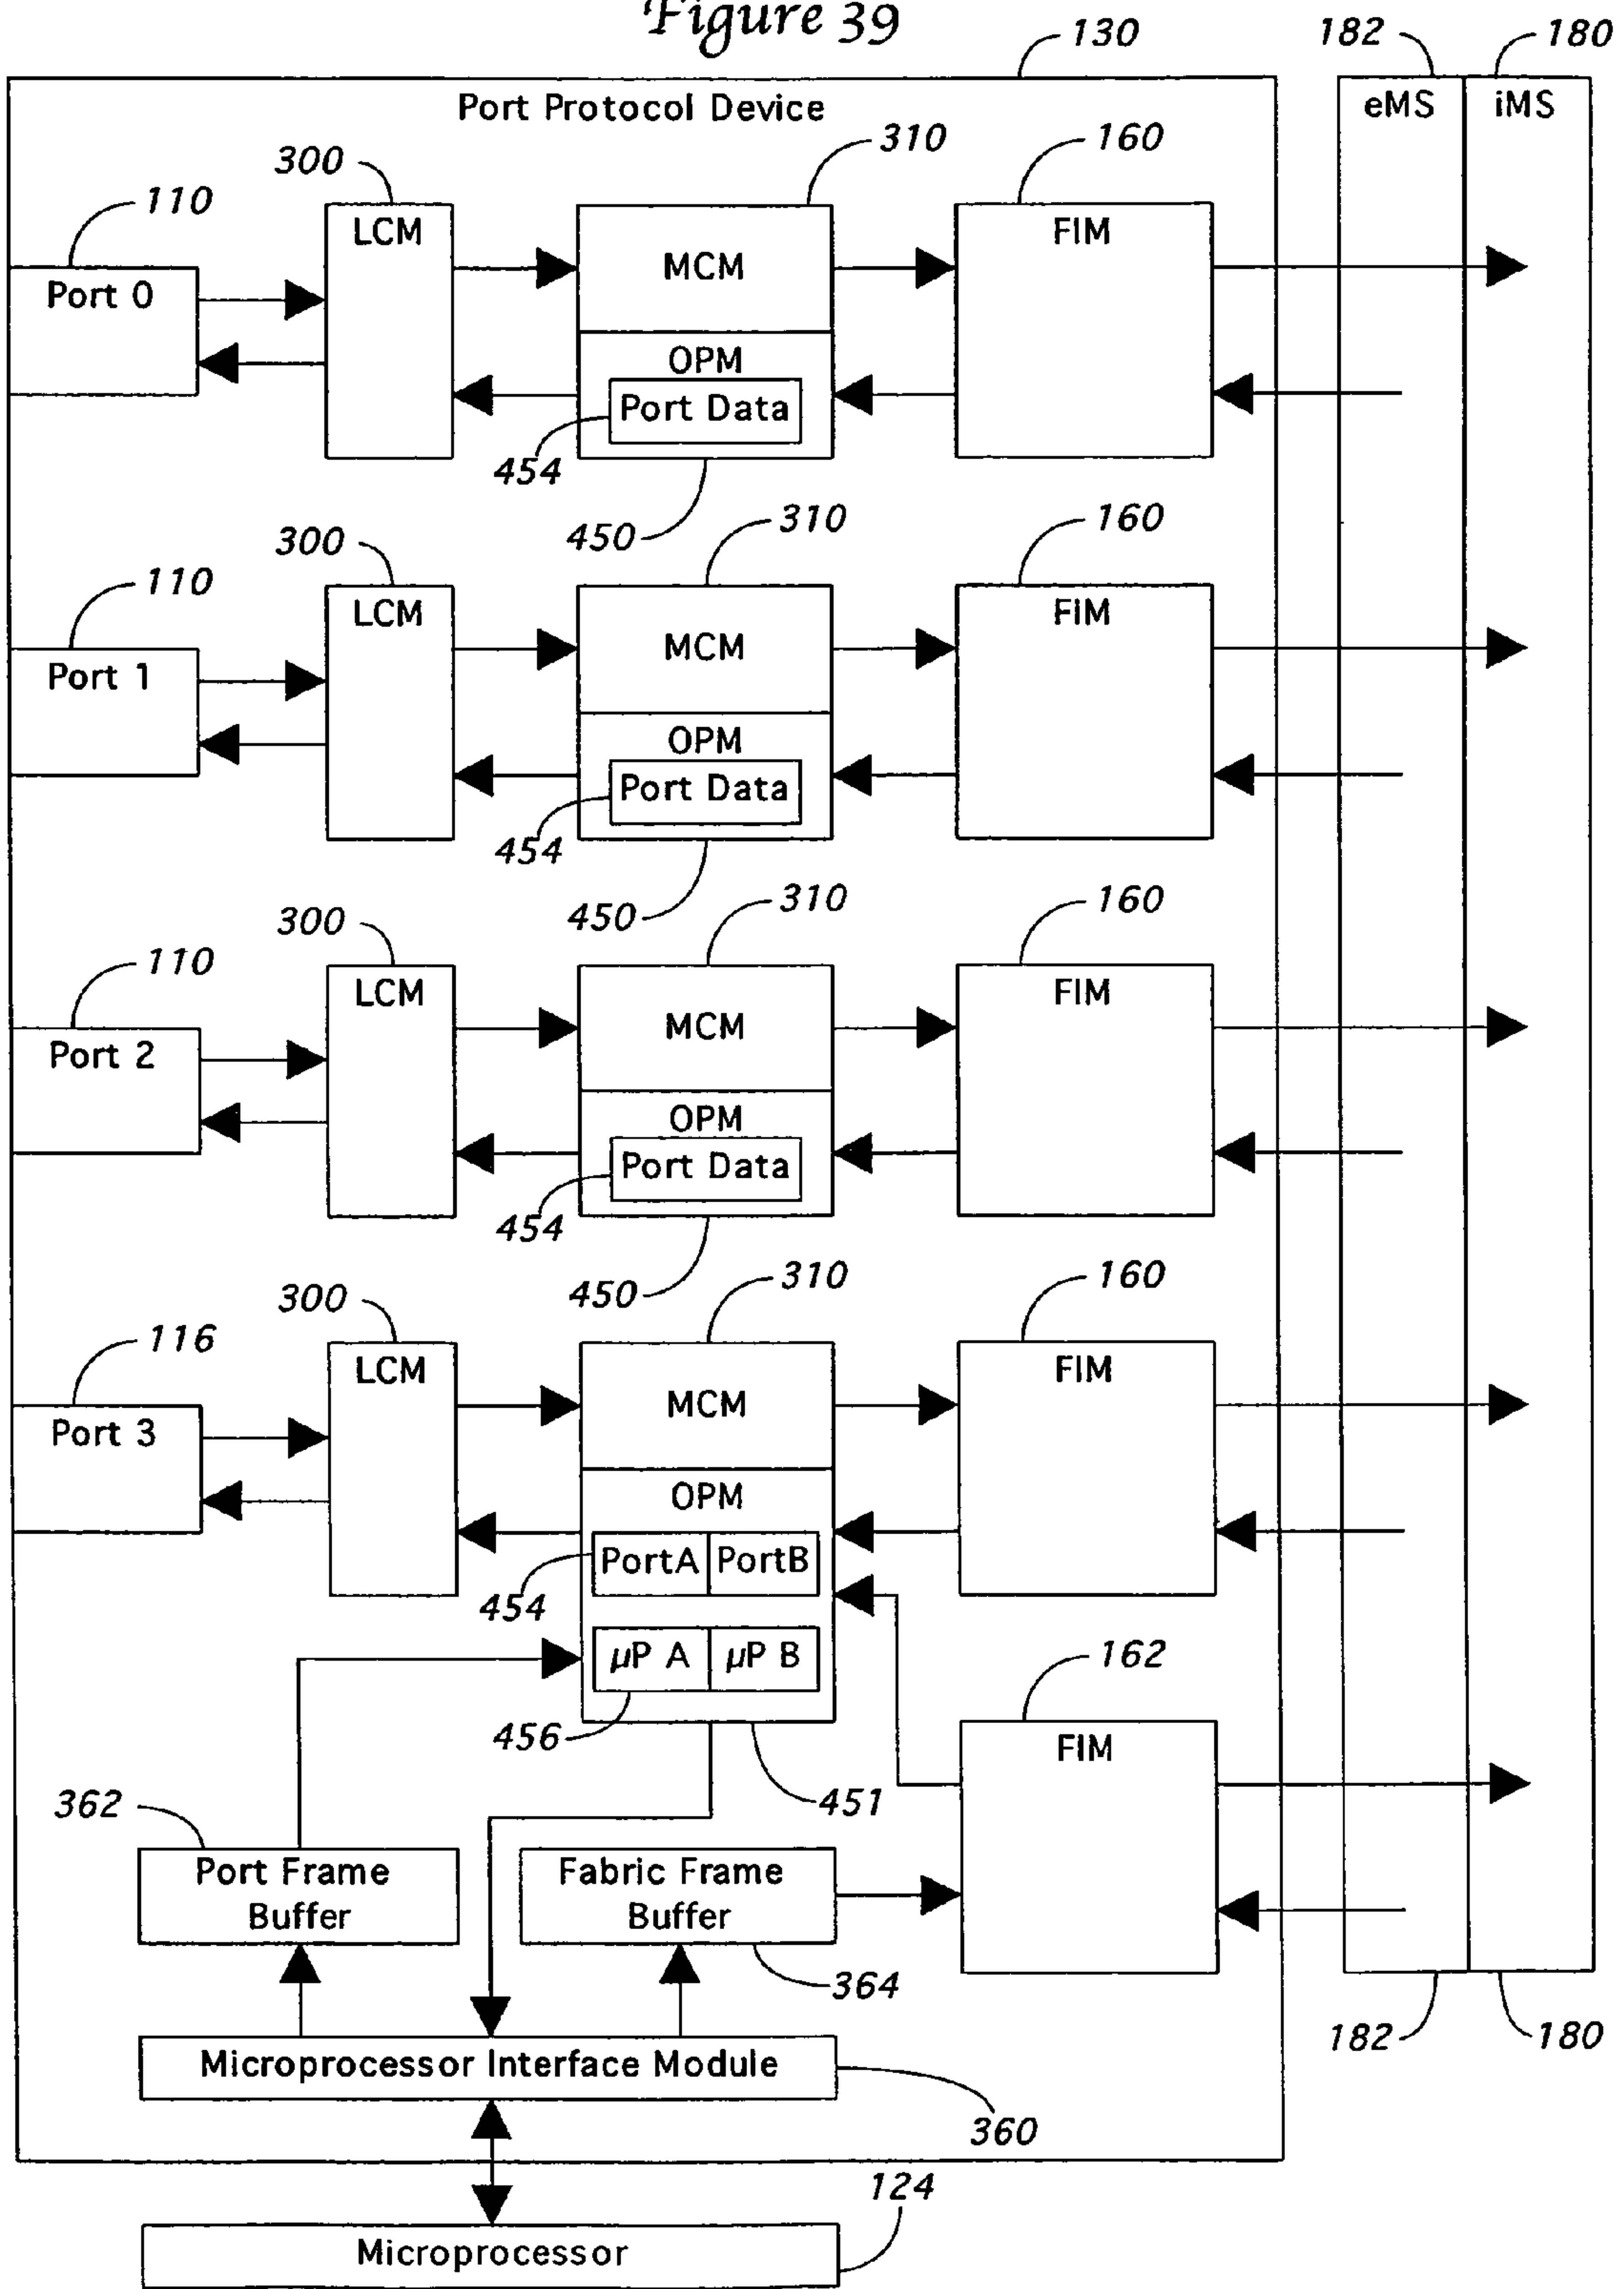 Figure 39
130
182
180
Port Protocol Device
eMS
iMS
300
310
160
110
LCM
FIM
MCM
Port 0
OPM
Port Data
454
450
300
310
160
110
LCM
FIM
MCM
Port 1
OPM
Port Data
454
450
300
310
160
110
LCM
FIM
MCM
Port 2
OPM
Port Data
454
450
300
310
160
116
LCM
FIM
MCM
Port 3
OPM
PortA PortB
454
µP A µP B
162
456
FIM
451
362
Port Frame
Buffer
Fabric Frame
Buffer
364
182
180
Microprocessor Interface Module
360
124
Microprocessor